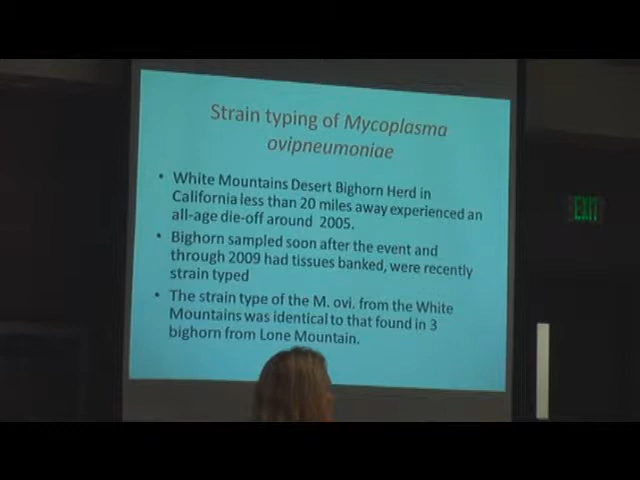 Strain typing of Mycoplasma
ovipneumoniae
• White Mountains Desert Bighorn Herd in
California less than 20 miles away experienced an
all-age die-off around 2005.
• Bighorn sampled soon after the event and
through 2009 had tissues banked, were recently
strain typed
• The strain type of the M. ovi. from the White
Mountains was identical to that found in 3
bighorn from Lone Mountain.
EXIT